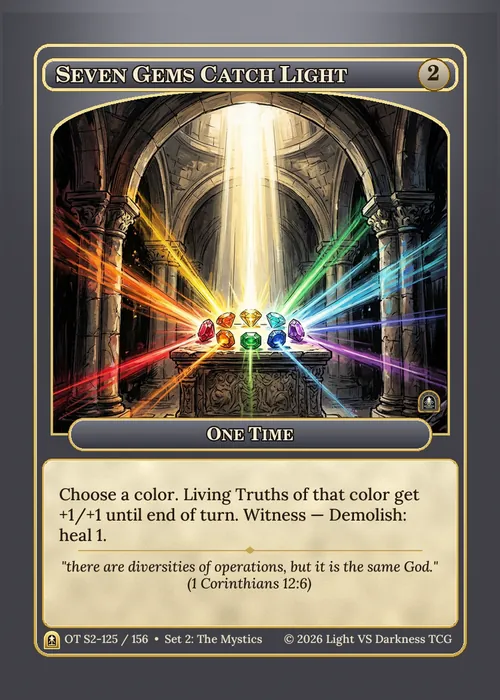 Seven Gems Catch Light
2
One Time
Choose a color. Living Truths of that color get
+1/+1 until end of turn. Witness — Demolish:
heal 1.
"there are diversities of operations, but it is the same God."
(1 Corinthians 12:6)
OT S2-125 / 156 • Set 2: The Mystics © 2026 Light VS Darkness TCG